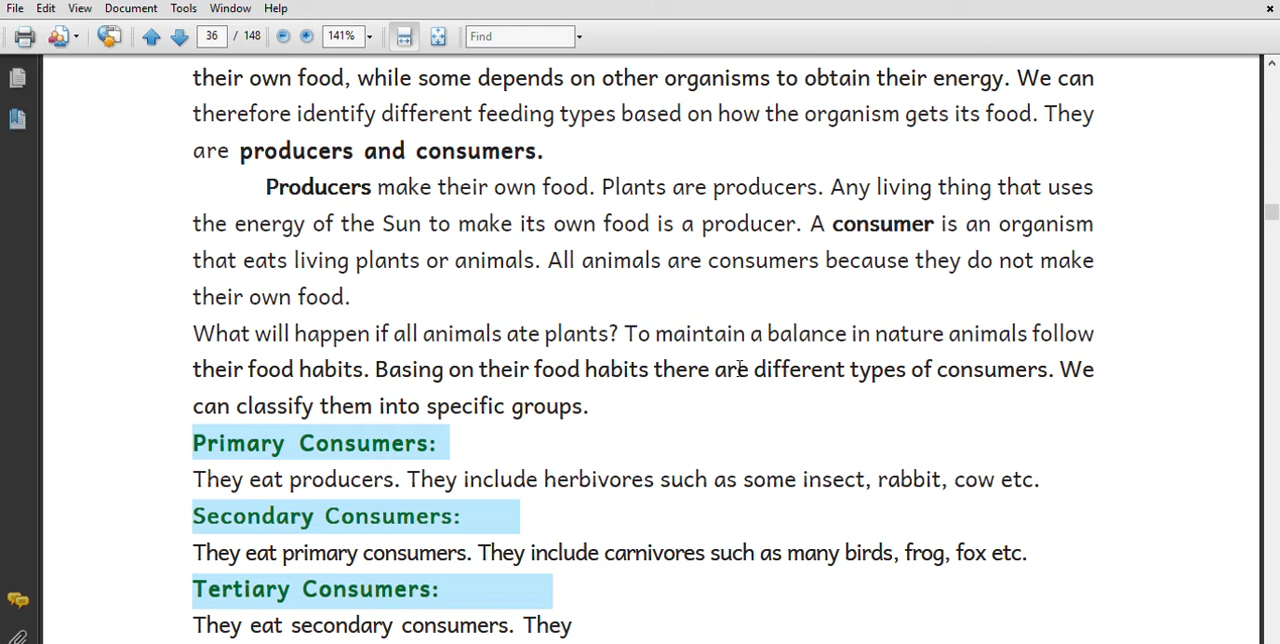 File Edit View Document Tools Window Help
36 / 148 141% Find
their own food, while some depends on other organisms to obtain their energy. We can
therefore identify different feeding types based on how the organism gets its food. They
are producers and consumers.
Producers make their own food. Plants are producers. Any living thing that uses
the energy of the Sun to make its own food is a producer. A consumer is an organism
that eats living plants or animals. All animals are consumers because they do not make
their own food.
What will happen if all animals ate plants? To maintain a balance in nature animals follow
their food habits. Basing on their food habits there are different types of consumers. We
can classify them into specific groups.
Primary Consumers:
They eat producers. They include herbivores such as some insect, rabbit, cow etc.
Secondary Consumers:
They eat primary consumers. They include carnivores such as many birds, frog, fox etc.
Tertiary Consumers:
They eat secondary consumers. They